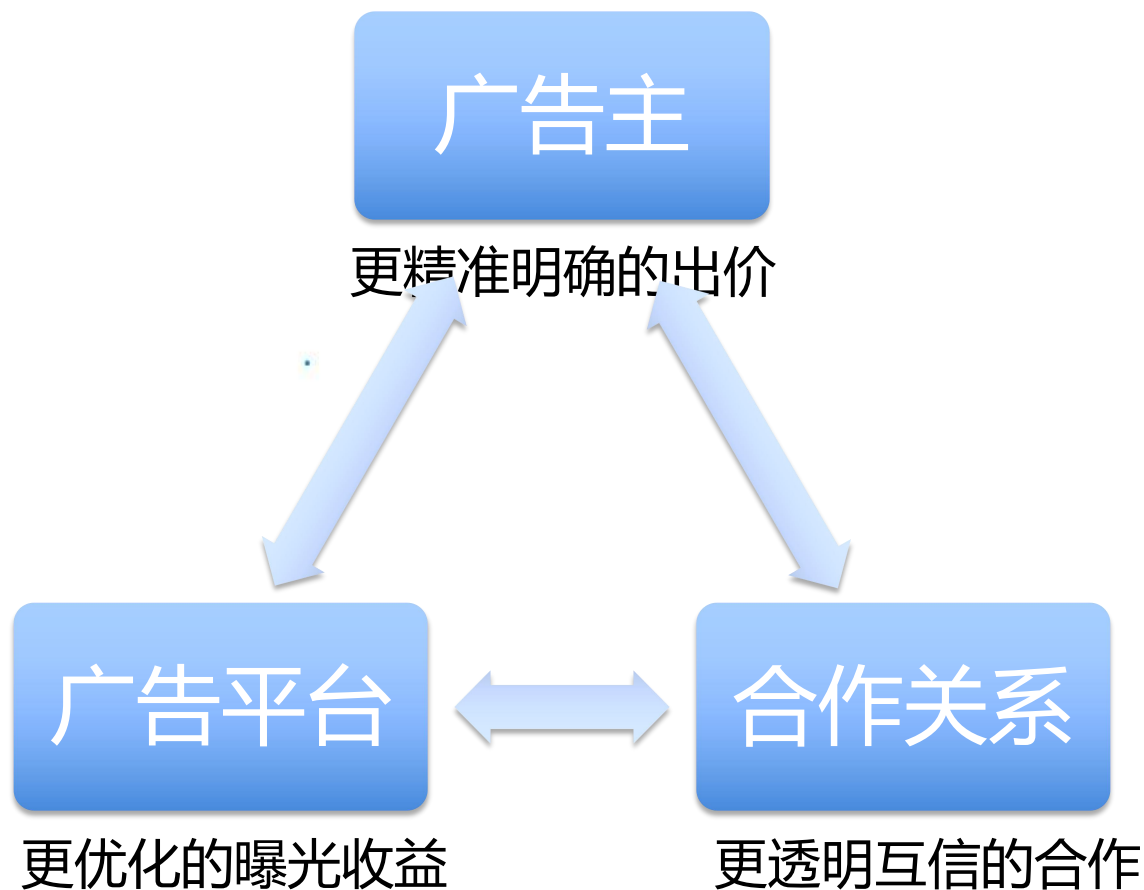 广告主
更精准明确的出价
广告平台
合作关系
更优化的曝光收益
更透明互信的合作